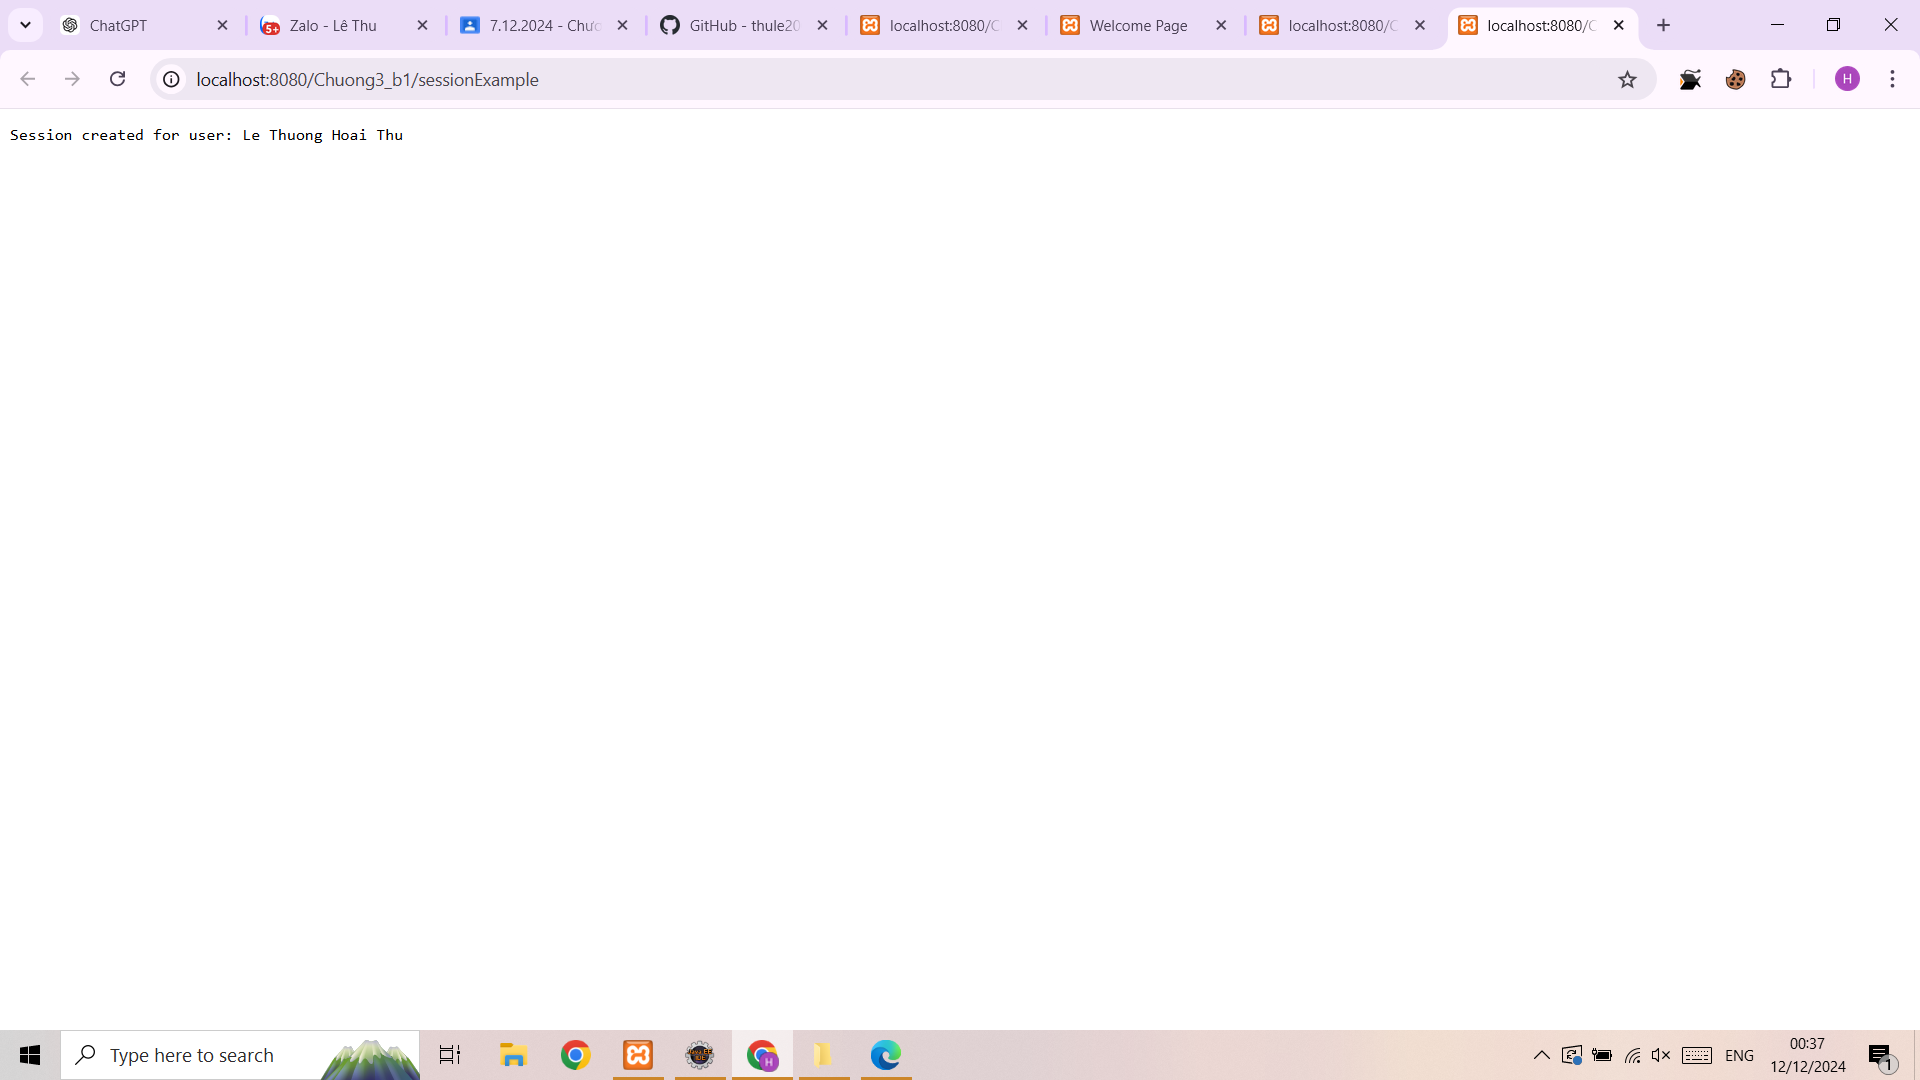 ChatGPT
Zalo - Lê Thu
7.12.2024 - Chươ
GitHub - thule20
localhost:8080/C
Welcome Page
localhost:8080/C
localhost:8080/C
localhost:8080/Chuong3_b1/sessionExample
H
Session created for user: Le Thuong Hoai Thu
Type here to search
H
ENG
00:37
12/12/2024
1
5+